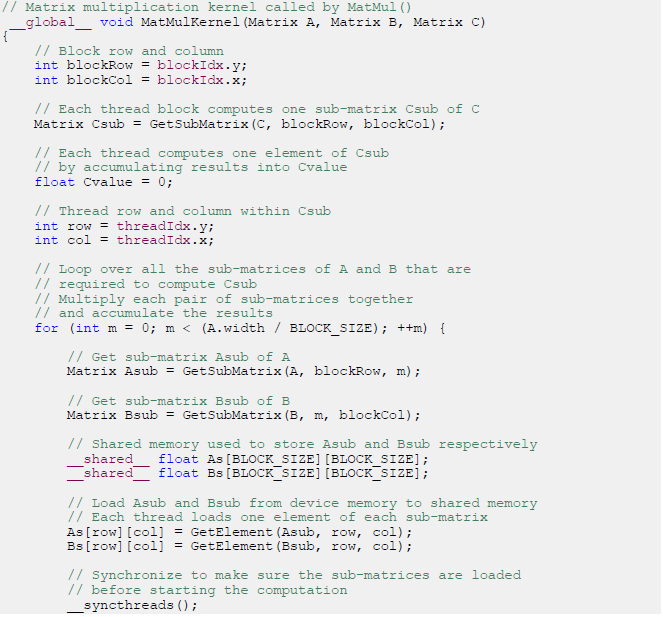 // Matrix multiplication kernel called by MatMul()
__global__ void MatMulKernel(Matrix A, Matrix B, Matrix C)
{
// Block row and column
int blockRow = blockIdx.y;
int blockCol = blockIdx.x;
// Each thread block computes one sub-matrix Csub of C
Matrix Csub = GetSubMatrix(C, blockRow, blockCol);
// Each thread computes one element of Csub
// by accumulating results into Cvalue
float Cvalue = 0;
// Thread row and column within Csub
int row = threadIdx.y;
int col = threadIdx.x;
// Loop over all the sub-matrices of A and B that are
// required to compute Csub
// Multiply each pair of sub-matrices together
// and accumulate the results
for (int m = 0; m < (A.width / BLOCK_SIZE); ++m) {
// Get sub-matrix Asub of A
Matrix Asub = GetSubMatrix(A, blockRow, m);
// Get sub-matrix Bsub of B
Matrix Bsub = GetSubMatrix(B, m, blockCol);
// Shared memory used to store Asub and Bsub respectively
__shared__ float As[BLOCK_SIZE][BLOCK_SIZE];
__shared__ float Bs[BLOCK_SIZE][BLOCK_SIZE];
// Load Asub and Bsub from device memory to shared memory
// Each thread loads one element of each sub-matrix
As[row][col] = GetElement(Asub, row, col);
Bs[row][col] = GetElement(Bsub, row, col);
// Synchronize to make sure the sub-matrices are loaded
// before starting the computation
__syncthreads();